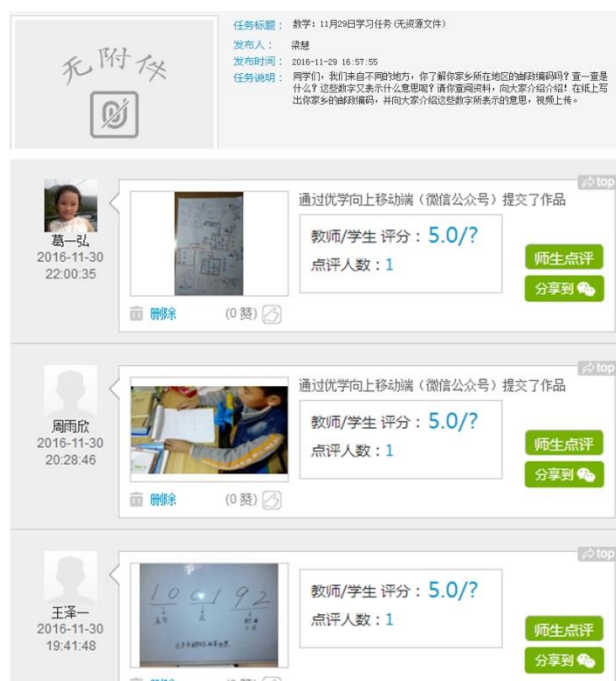 无附件
任务标题： 数学：11月29日学习任务(无资源文件)
发布人： 梁慧
发布时间： 2016-11-29 16:57:55
任务说明： 同学们，我们来自不同的地方，你了解你家乡所在地区的邮政编码吗？查一查是
什么？这些数字又表示什么意思呢？请你查阅资料，向大家介绍介绍！在纸上写
出你家乡的邮政编码，并向大家介绍这些数字所表示的意思，视频上传。
top
通过优学向上移动端（微信公众号）提交了作品
教师/学生 评分：5.0/?
点评人数：1
师生点评
分享到
葛一弘
2016-11-30
22:00:35
删除 (0 赞)
top
通过优学向上移动端（微信公众号）提交了作品
教师/学生 评分：5.0/?
点评人数：1
师生点评
分享到
周雨欣
2016-11-30
20:28:46
删除 (0 赞)
top
100192
教师/学生 评分：5.0/?
点评人数：1
师生点评
分享到
王泽一
2016-11-30
19:41:48